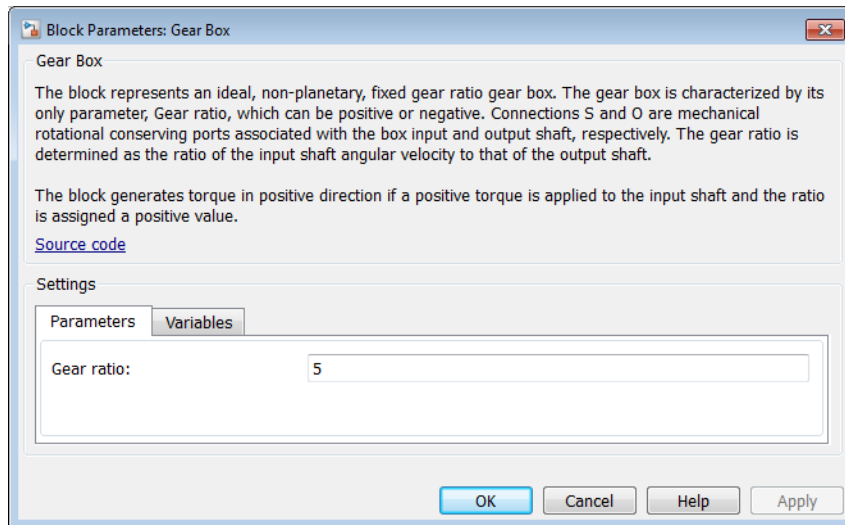 Block Parameters: Gear Box
Gear Box
The block represents an ideal, non-planetary, fixed gear ratio gear box. The gear box is characterized by its
only parameter, Gear ratio, which can be positive or negative. Connections S and O are mechanical
rotational conserving ports associated with the box input and output shaft, respectively. The gear ratio is
determined as the ratio of the input shaft angular velocity to that of the output shaft.
The block generates torque in positive direction if a positive torque is applied to the input shaft and the ratio
is assigned a positive value.
Source code
Settings
Parameters Variables
Gear ratio: 5
OK Cancel Help Apply